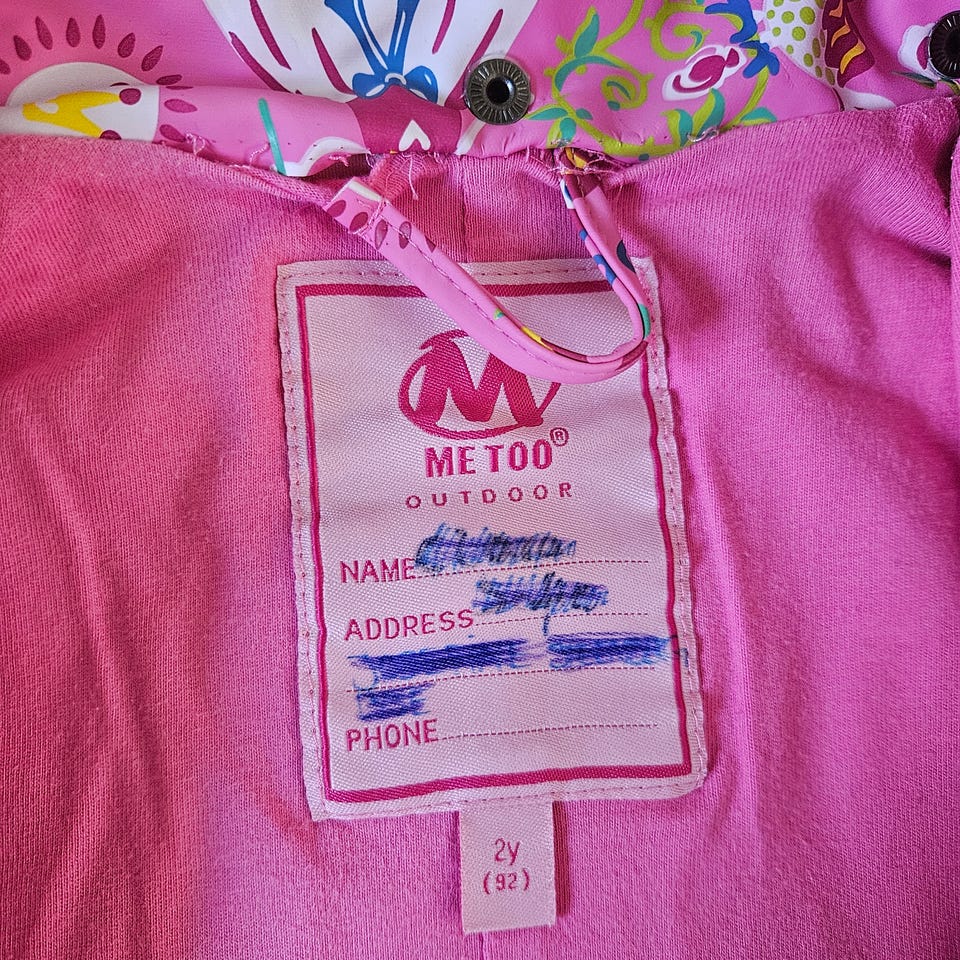 M
ME TOO®
OUTDOOR
NAME
ADDRESS
PHONE
2y
(92)